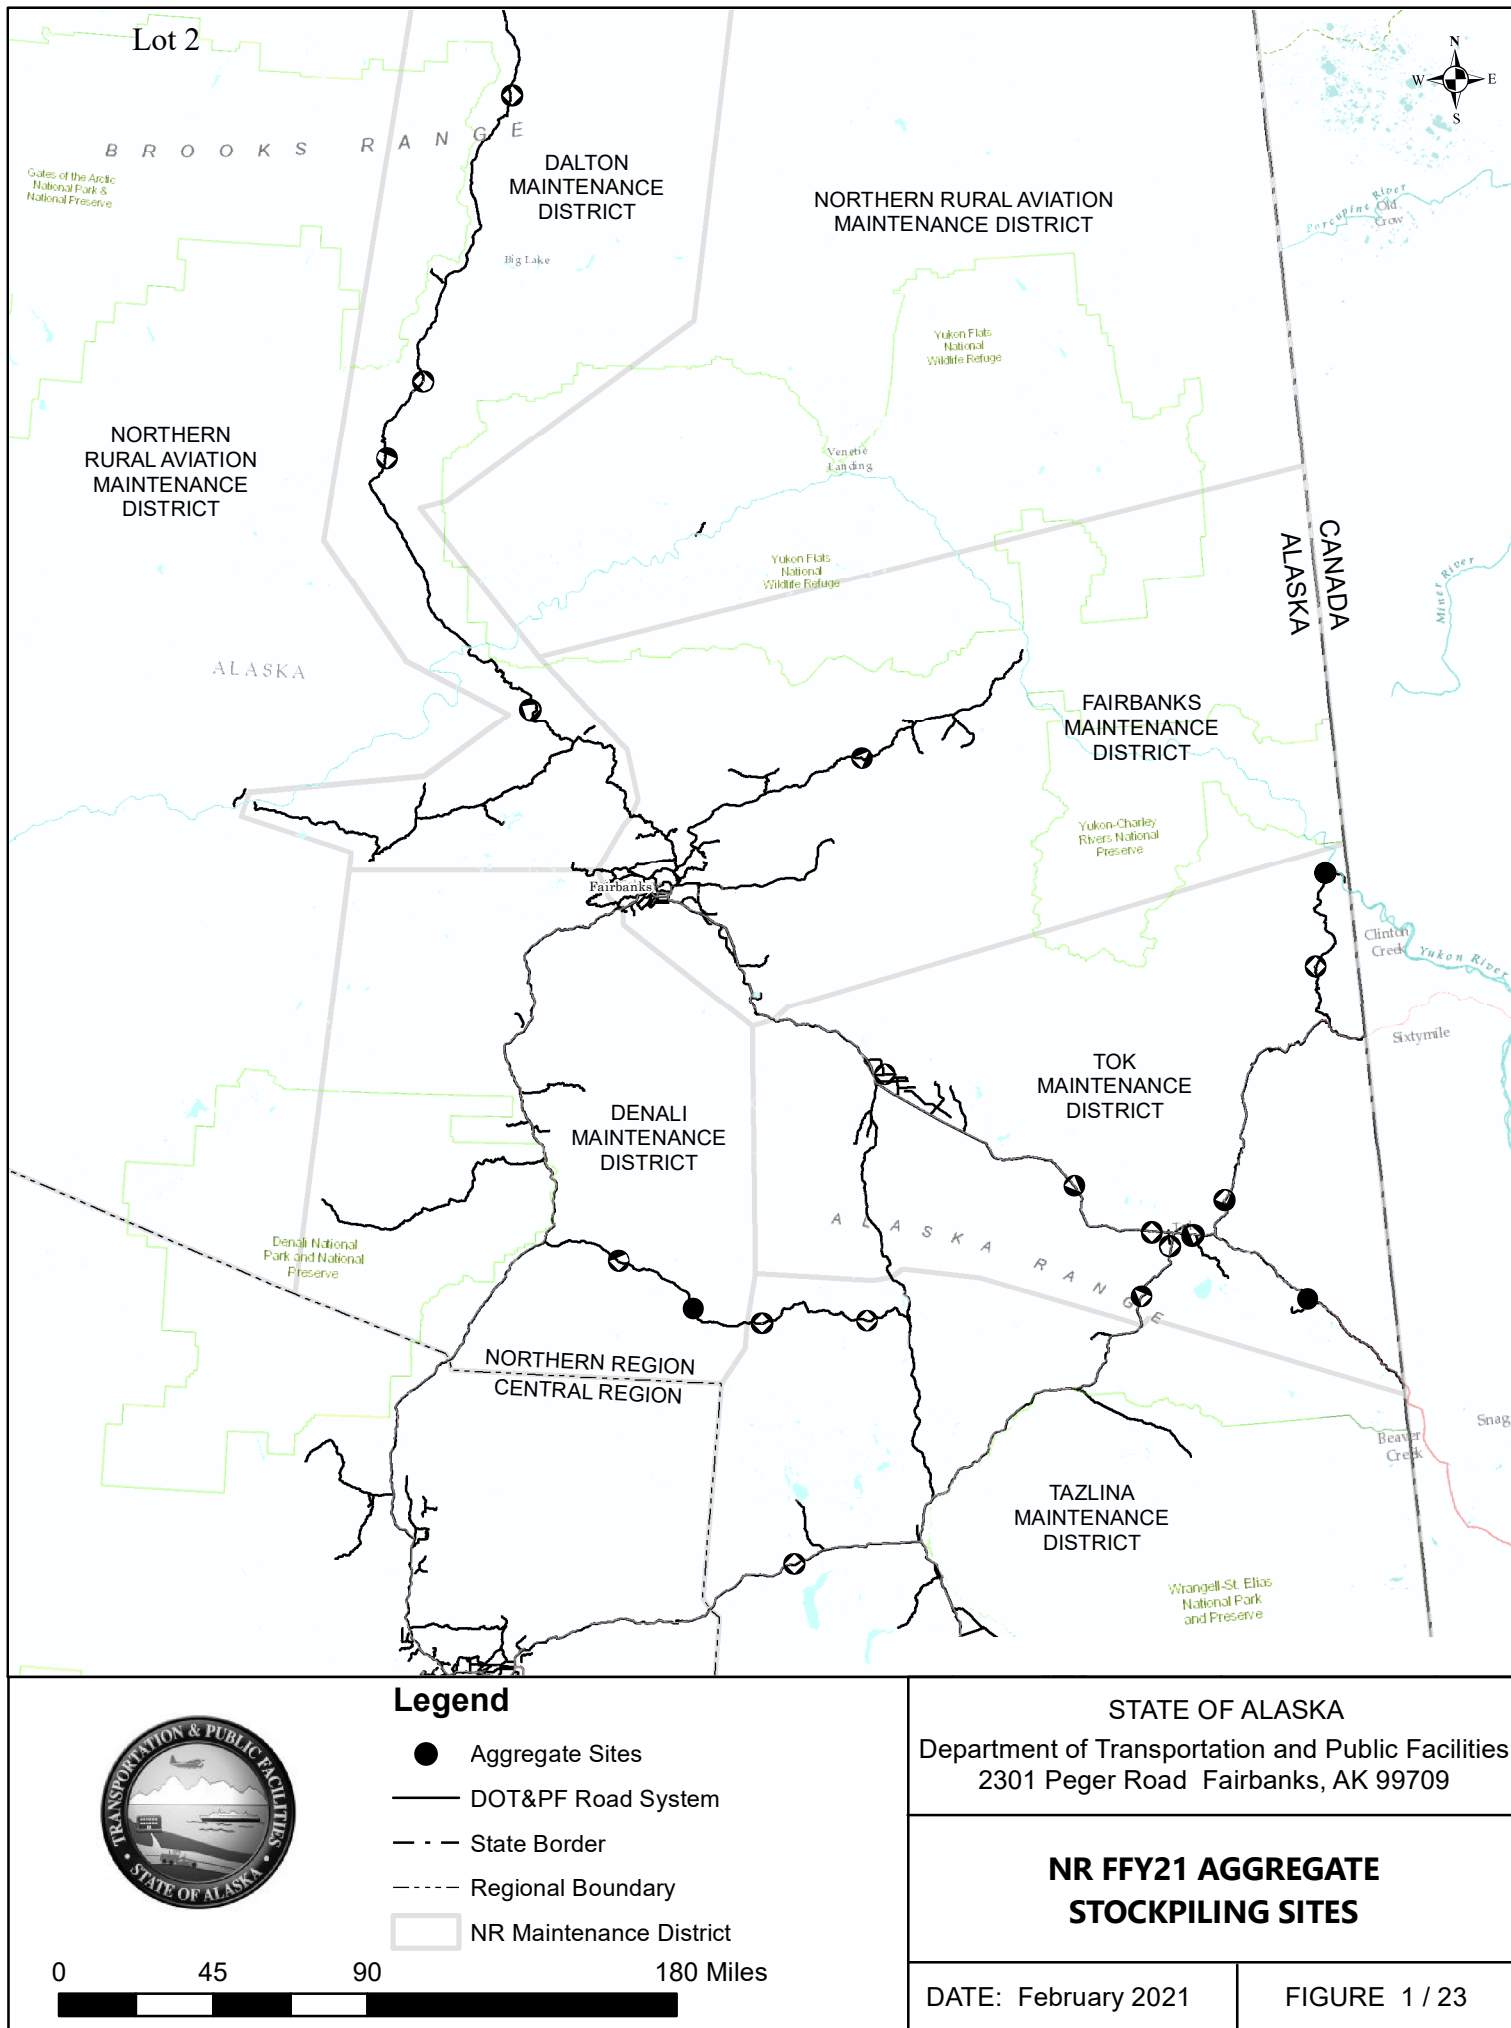 Lot 2
N
W
E
S
BROOKS RANGE
Gates of the Arctic
National Park &
National Preserve
DALTON
MAINTENANCE
DISTRICT
NORTHERN RURAL AVIATION
MAINTENANCE DISTRICT
Porcupine River
Old
Crow
Big Lake
Yukon Flats
National
Wildlife Refuge
NORTHERN
RURAL AVIATION
MAINTENANCE
DISTRICT
Venetie
Landing
CANADA
ALASKA
Yukon Flats
National
Wildlife Refuge
Miner River
ALASKA
FAIRBANKS
MAINTENANCE
DISTRICT
Yukon-Charley
Rivers National
Preserve
Fairbanks
Clinton
Creek
Yukon River
Sixtymile
TOK
MAINTENANCE
DISTRICT
DENALI
MAINTENANCE
DISTRICT
ALASKA RANGE
Denali National
Park and National
Preserve
NORTHERN REGION
CENTRAL REGION
Snag
Beaver
Creek
TAZLINA
MAINTENANCE
DISTRICT
Wrangell-St. Elias
National Park
and Preserve
TRANSPORTATION & PUBLIC FACILITIES
STATE OF ALASKA
Legend
Aggregate Sites
DOT&PF Road System
State Border
Regional Boundary
NR Maintenance District
0 45 90 180 Miles
STATE OF ALASKA
Department of Transportation and Public Facilities
2301 Peger Road Fairbanks, AK 99709
NR FFY21 AGGREGATE
STOCKPILING SITES
DATE: February 2021
FIGURE 1 / 23